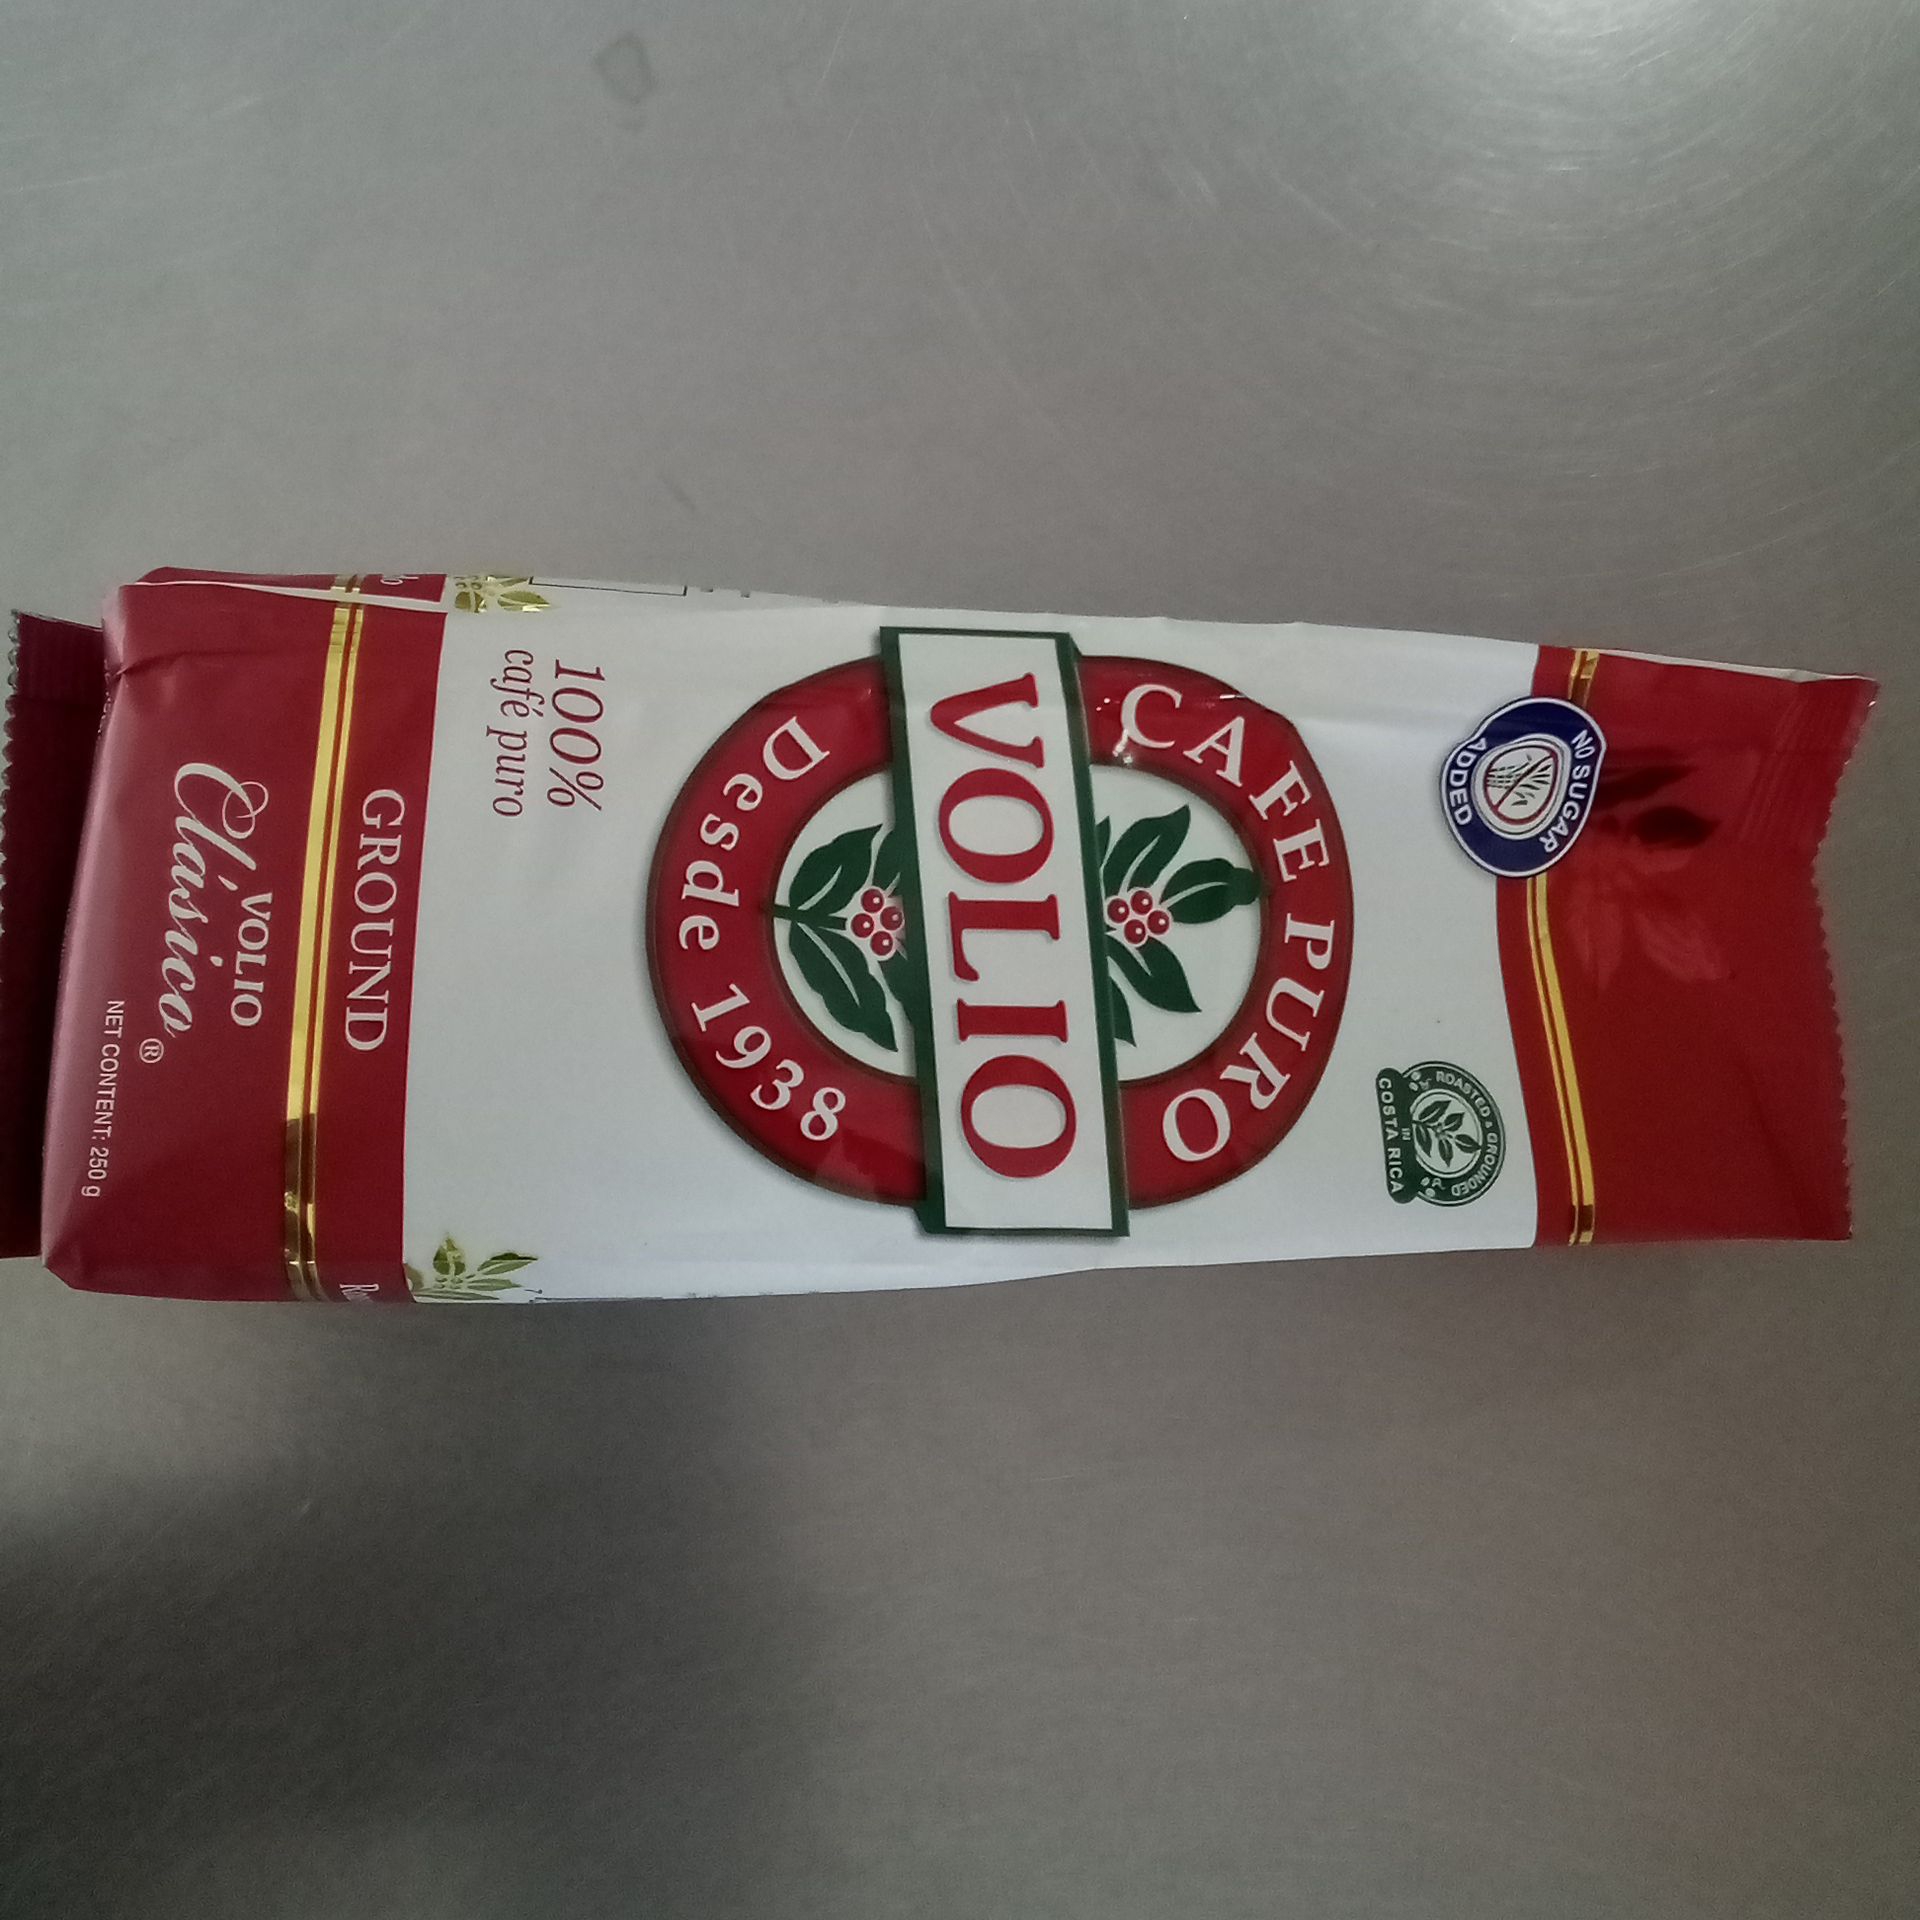 NO SUGAR
ADDED
ROASTED & GROUNDED
IN
COSTA RICA
CAFE PURO
VOLIO
Desde 1938
100%
café puro
GROUND
VOLIO
Clásico®
NET CONTENT: 250 g